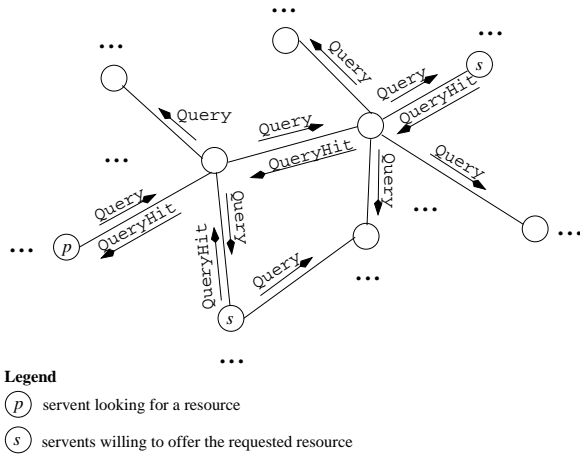 ...
...
...
Query
Query
s
QueryHit
Query
Query
QueryHit
...
Query
Query
QueryHit
Query
Query
...
...
p
QueryHit
Query
...
...
s
...
Legend
p servent looking for a resource
s servents willing to offer the requested resource